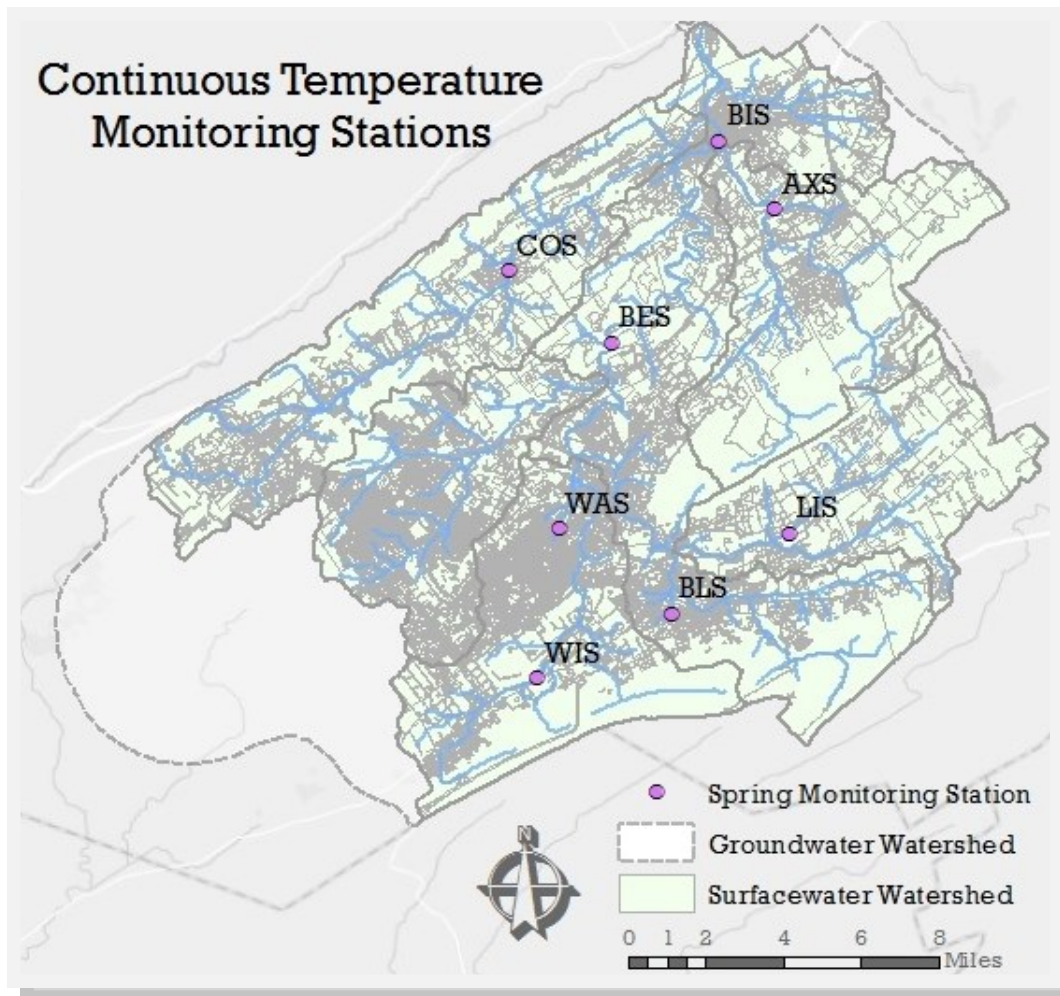 Continuous Temperature
Monitoring Stations
BIS
AXS
COS
BES
WAS
LIS
BLS
WIS
Spring Monitoring Station
Groundwater Watershed
Surfacewater Watershed
N
0 1 2 4 6 8
Miles